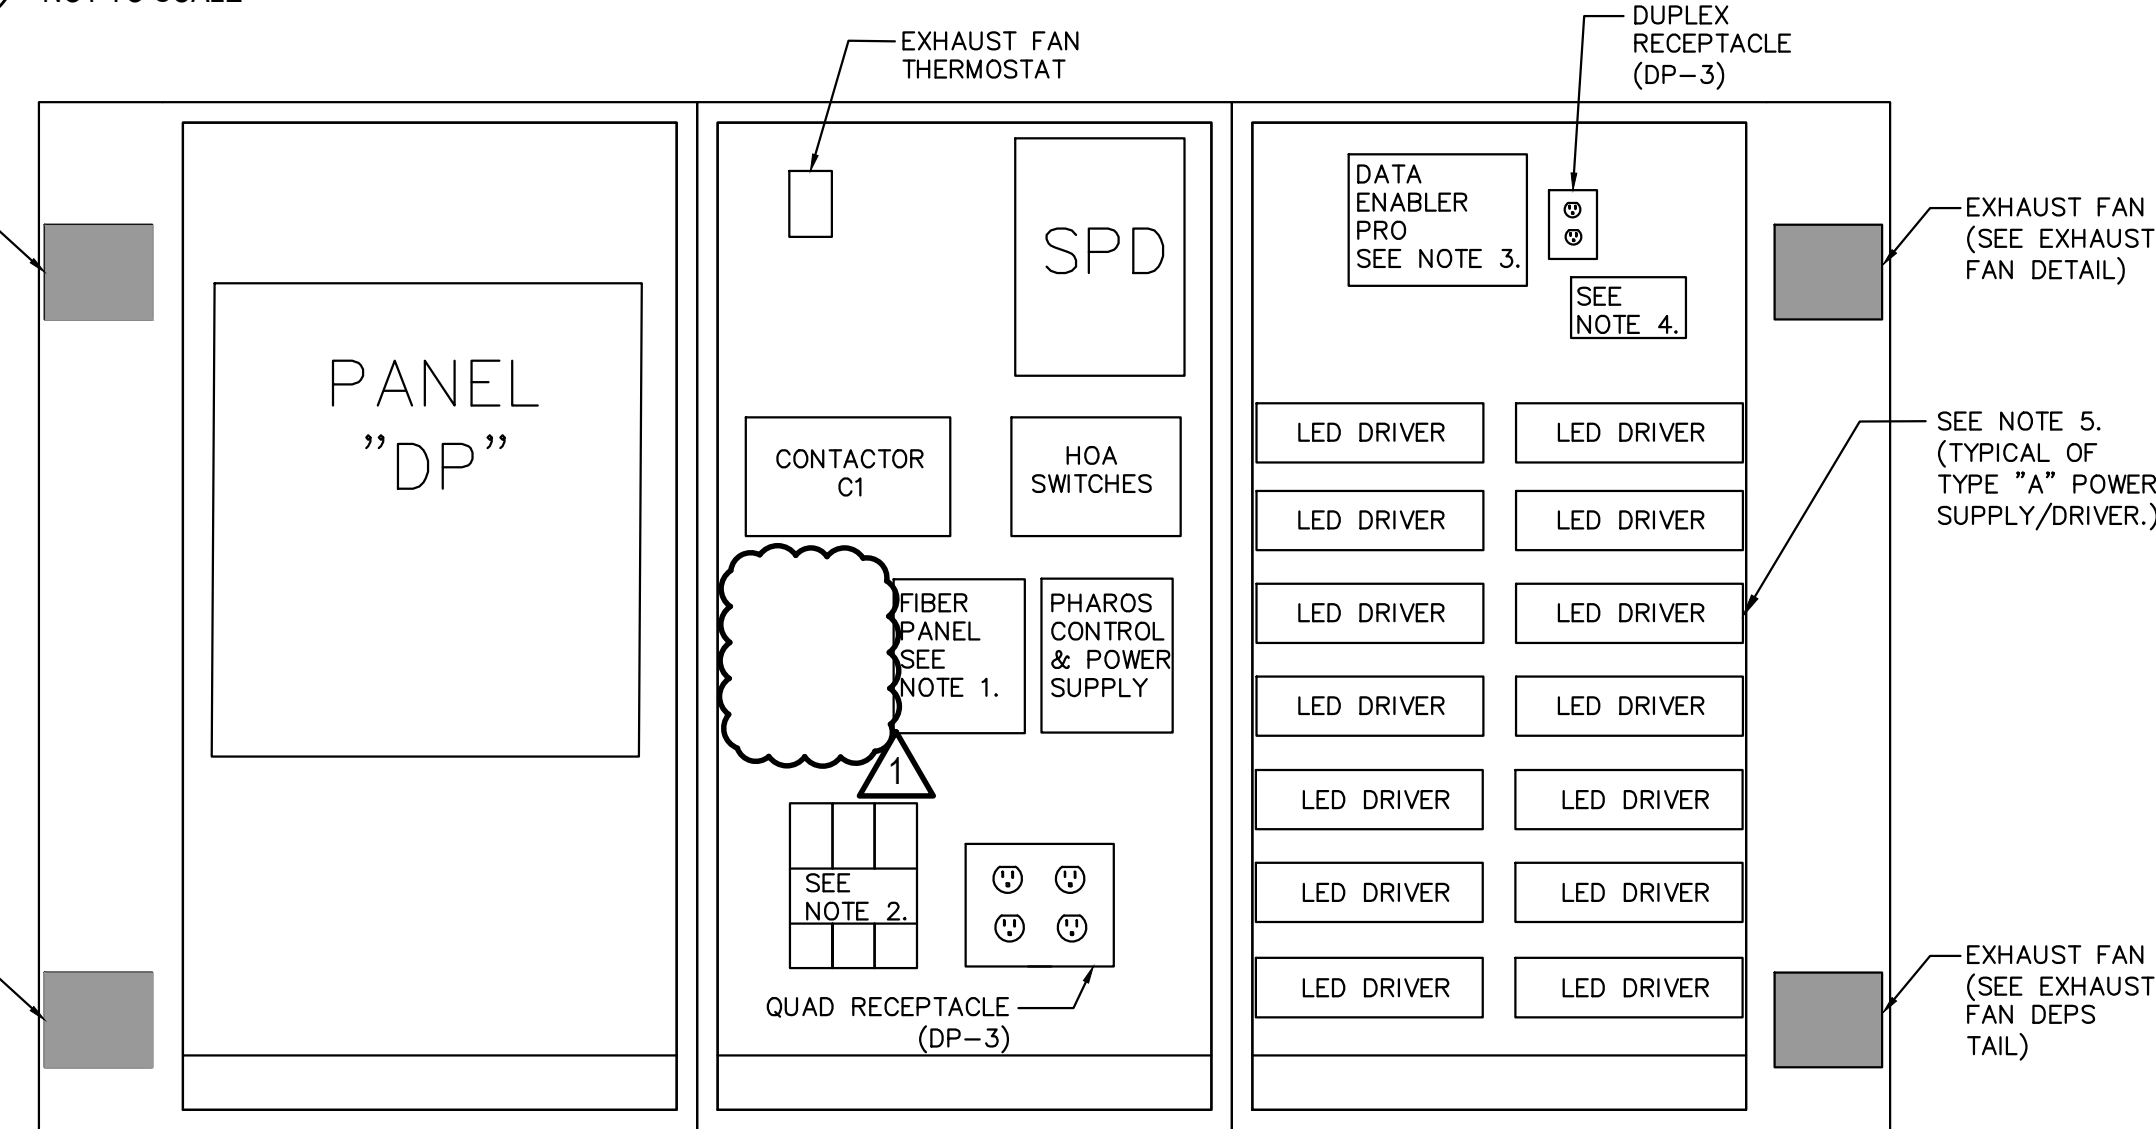 NOT TO SCALE
EXHAUST FAN
THERMOSTAT
DUPLEX
RECEPTACLE
(DP-3)
PANEL
"DP"
SPD
CONTACTOR
C1
HOA
SWITCHES
FIBER
PANEL
SEE
NOTE 1.
PHAROS
CONTROL
& POWER
SUPPLY
1
SEE
NOTE 2.
QUAD RECEPTACLE
(DP-3)
DATA
ENABLER
PRO
SEE NOTE 3.
SEE
NOTE 4.
LED DRIVER
LED DRIVER
LED DRIVER
LED DRIVER
LED DRIVER
LED DRIVER
LED DRIVER
LED DRIVER
LED DRIVER
LED DRIVER
LED DRIVER
LED DRIVER
LED DRIVER
LED DRIVER
EXHAUST FAN
(SEE EXHAUST
FAN DETAIL)
SEE NOTE 5.
(TYPICAL OF
TYPE "A" POWER
SUPPLY/DRIVER.)
EXHAUST FAN
(SEE EXHAUST
FAN DEPS
TAIL)